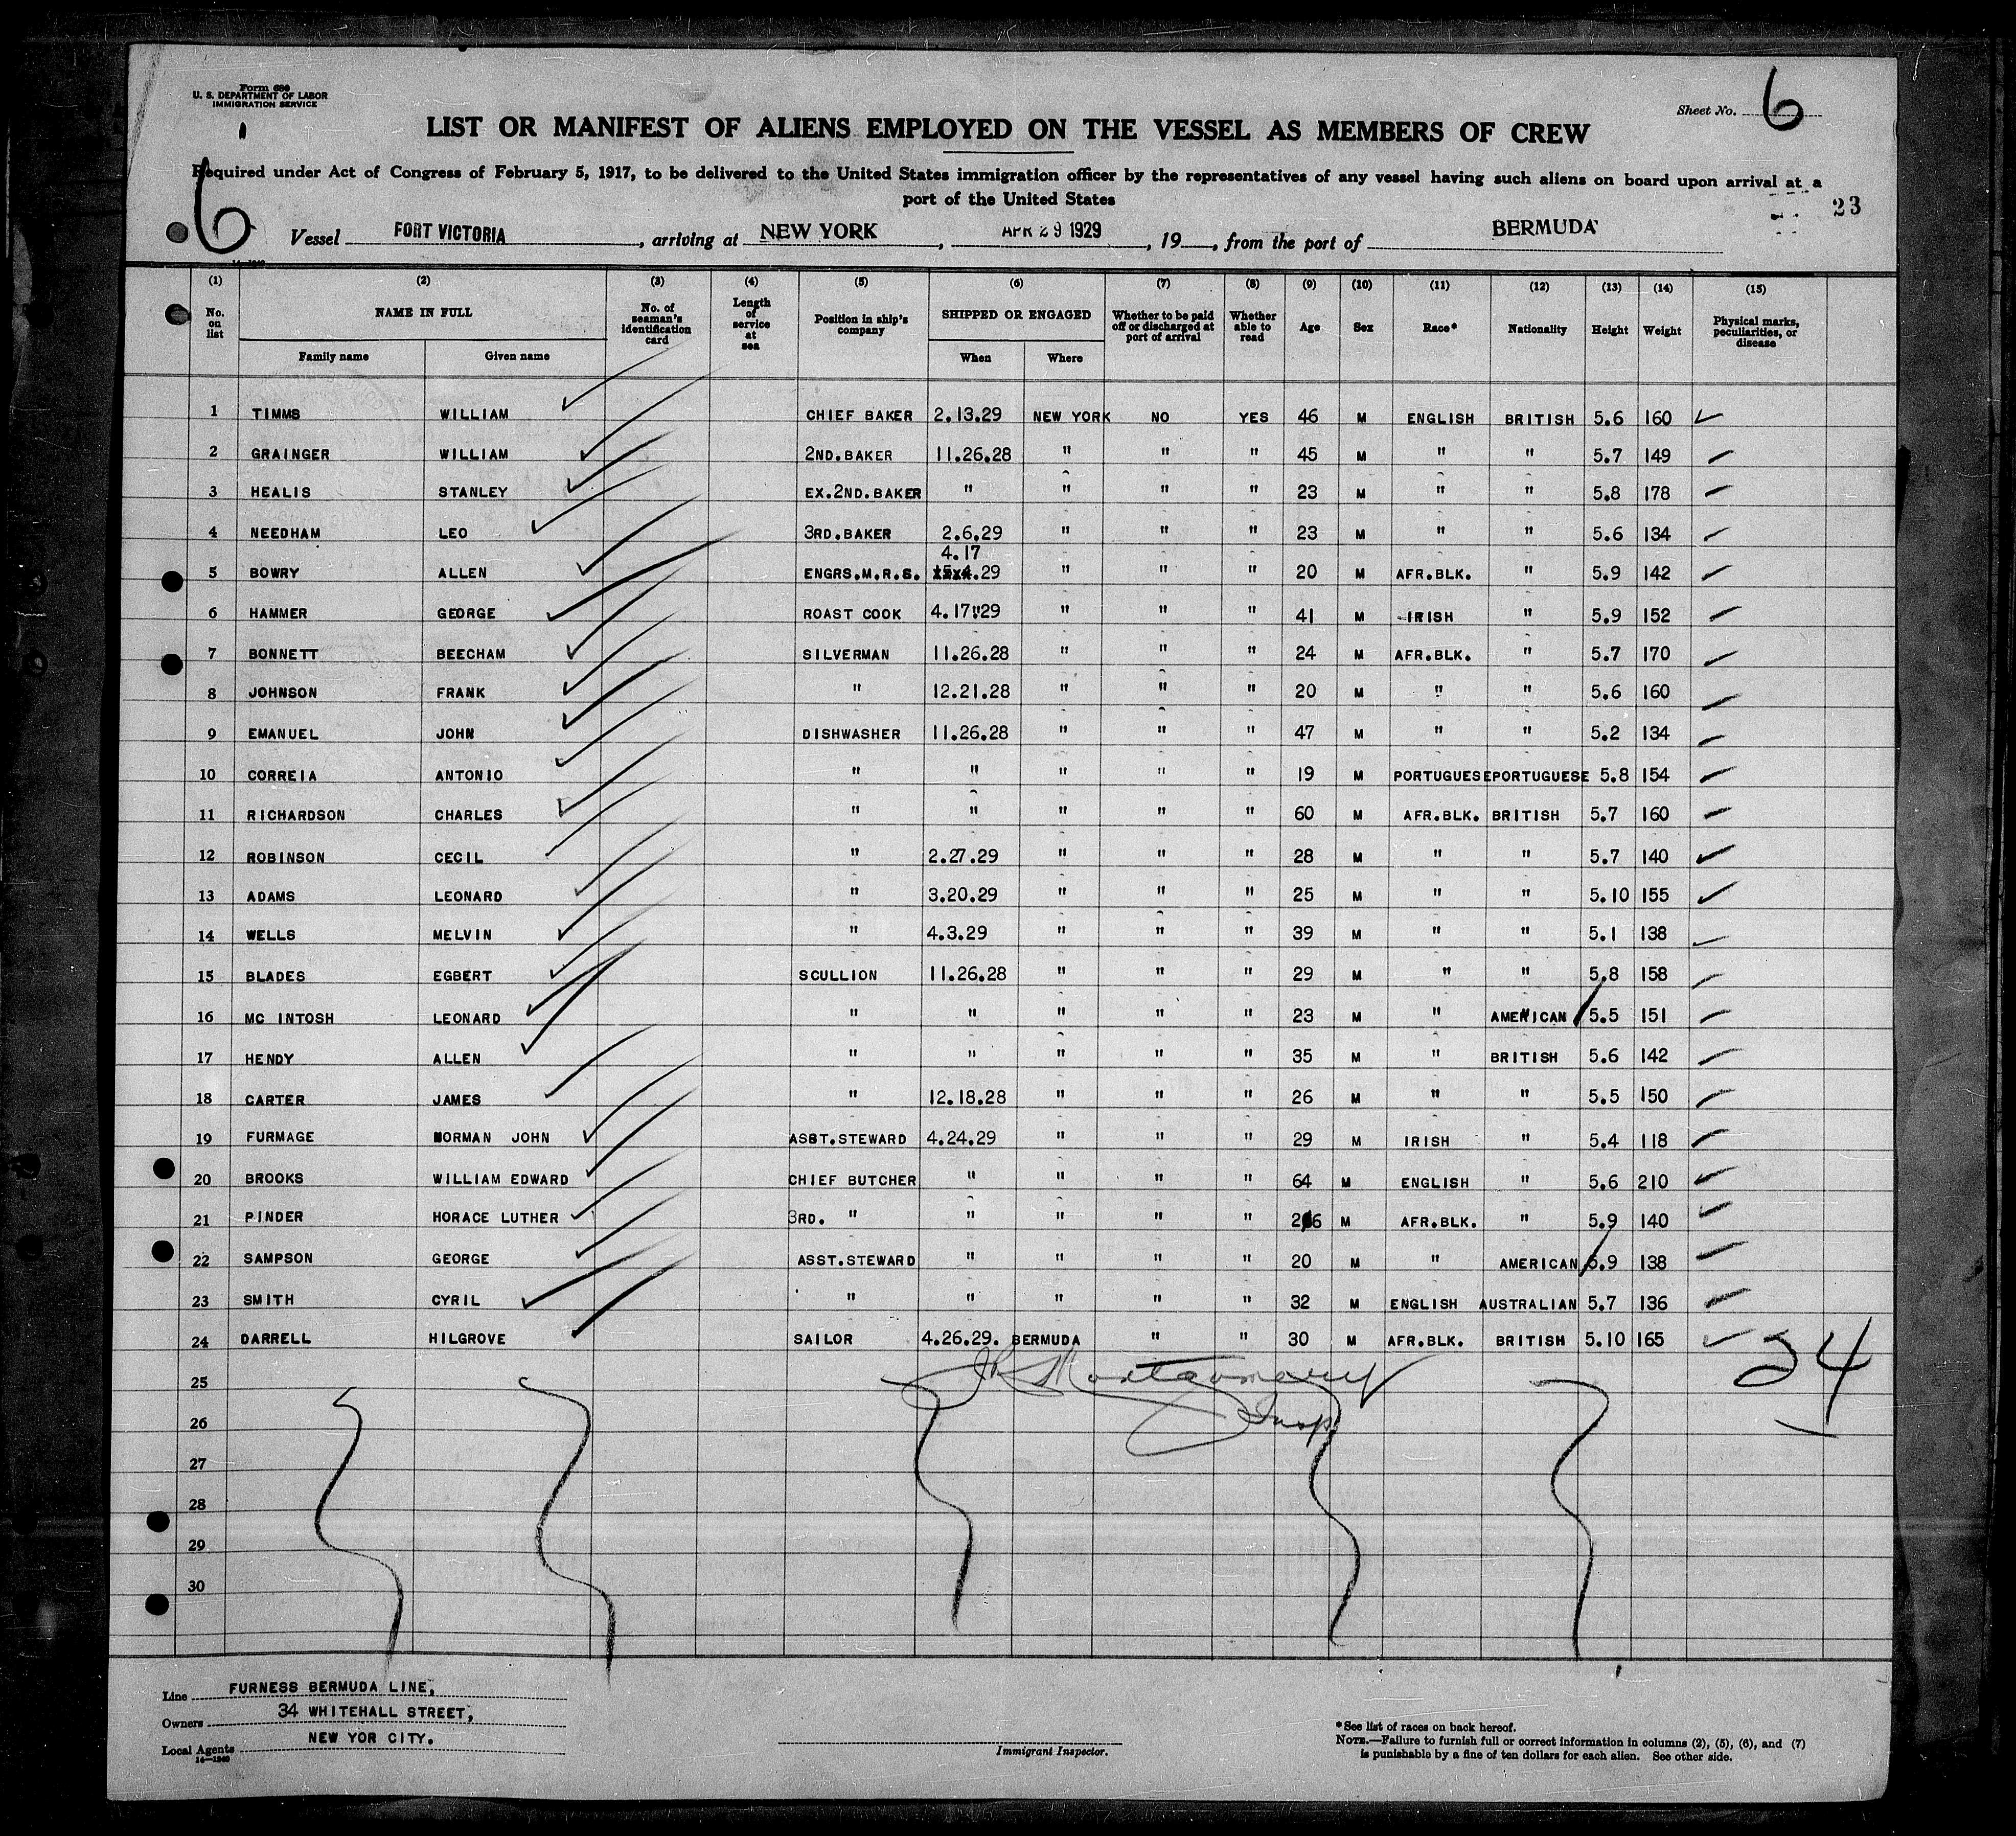 Form 680
U. S. DEPARTMENT OF LABOR
IMMIGRATION SERVICE
Sheet No. 6
LIST OR MANIFEST OF ALIENS EMPLOYED ON THE VESSEL AS MEMBERS OF CREW
Required under Act of Congress of February 5, 1917, to be delivered to the United States immigration officer by the representatives of any vessel having such aliens on board upon arrival at a
port of the United States
23
6
Vessel FORT VICTORIA, arriving at NEW YORK, APR 29 1929, 19, from the port of BERMUDA
14—1240
(1) (2) (3) (4) (5) (6) (7) (8) (9) (10) (11) (12) (13) (14) (15)
No. on list NAME IN FULL No. of seaman's identification card Length of service at sea Position in ship's company SHIPPED OR ENGAGED Whether to be paid off or discharged at port of arrival Whether able to read Age Sex Race* Nationality Height Weight Physical marks, peculiarities, or disease
Family name Given name When Where
1 TIMMS WILLIAM CHIEF BAKER 2.13.29 NEW YORK NO YES 46 M ENGLISH BRITISH 5.6 160
2 GRAINGER WILLIAM 2ND.BAKER 11.26.28 " " " 45 M " " 5.7 149
3 HEALIS STANLEY EX.2ND.BAKER " " " " 23 M " " 5.8 178
4 NEEDHAM LEO 3RD.BAKER 2.6.29 " " " 23 M " " 5.6 134
4.17
5 BOWRY ALLEN ENGRS.M.R.S. .29 " " " 20 M AFR.BLK. " 5.9 142
6 HAMMER GEORGE ROAST COOK 4.17"29 " " " 41 M IRISH " 5.9 152
7 BONNETT BEECHAM SILVERMAN 11.26.28 " " " 24 M AFR.BLK. " 5.7 170
8 JOHNSON FRANK " 12.21.28 " " " 20 M " " 5.6 160
9 EMANUEL JOHN DISHWASHER 11.26.28 " " " 47 M " " 5.2 134
10 CORREIA ANTONIO " " " " " 19 M PORTUGUESE PORTUGUESE 5.8 154
11 RICHARDSON CHARLES " " " " " 60 M AFR.BLK. BRITISH 5.7 160
12 ROBINSON CECIL " 2.27.29 " " " 28 M " " 5.7 140
13 ADAMS LEONARD " 3.20.29 " " " 25 M " " 5.10 155
14 WELLS MELVIN " 4.3.29 " " " 39 M " " 5.1 138
15 BLADES EGBERT SCULLION 11.26.28 " " " 29 M " " 5.8 158
16 MC INTOSH LEONARD " " " " " 23 M " AMERICAN 5.5 151
17 HENDY ALLEN " " " " " 35 M " BRITISH 5.6 142
18 CARTER JAMES " 12.18.28 " " " 26 M " " 5.5 150
19 FURMAGE NORMAN JOHN ASST.STEWARD 4.24.29 " " " 29 M IRISH " 5.4 118
20 BROOKS WILLIAM EDWARD CHIEF BUTCHER " " " " 64 M ENGLISH " 5.6 210
21 PINDER HORACE LUTHER 3RD. " " " " " 26 M AFR.BLK. " 5.9 140
22 SAMPSON GEORGE ASST.STEWARD " " " " 20 M " AMERICAN 5.9 138
23 SMITH CYRIL " " " " " 32 M ENGLISH AUSTRALIAN 5.7 136
24 DARRELL HILGROVE SAILOR 4.26.29. BERMUDA " " 30 M AFR.BLK. BRITISH 5.10 165
24
25
Montgomery
26
Insp
27
28
29
30
Line FURNESS BERMUDA LINE,
Owners 34 WHITEHALL STREET,
Local Agents NEW YOR CITY.
14—1240
Immigrant Inspector.
*See list of races on back hereof.
NOTE.—Failure to furnish full or correct information in columns (2), (5), (6), and (7)
is punishable by a fine of ten dollars for each alien. See other side.